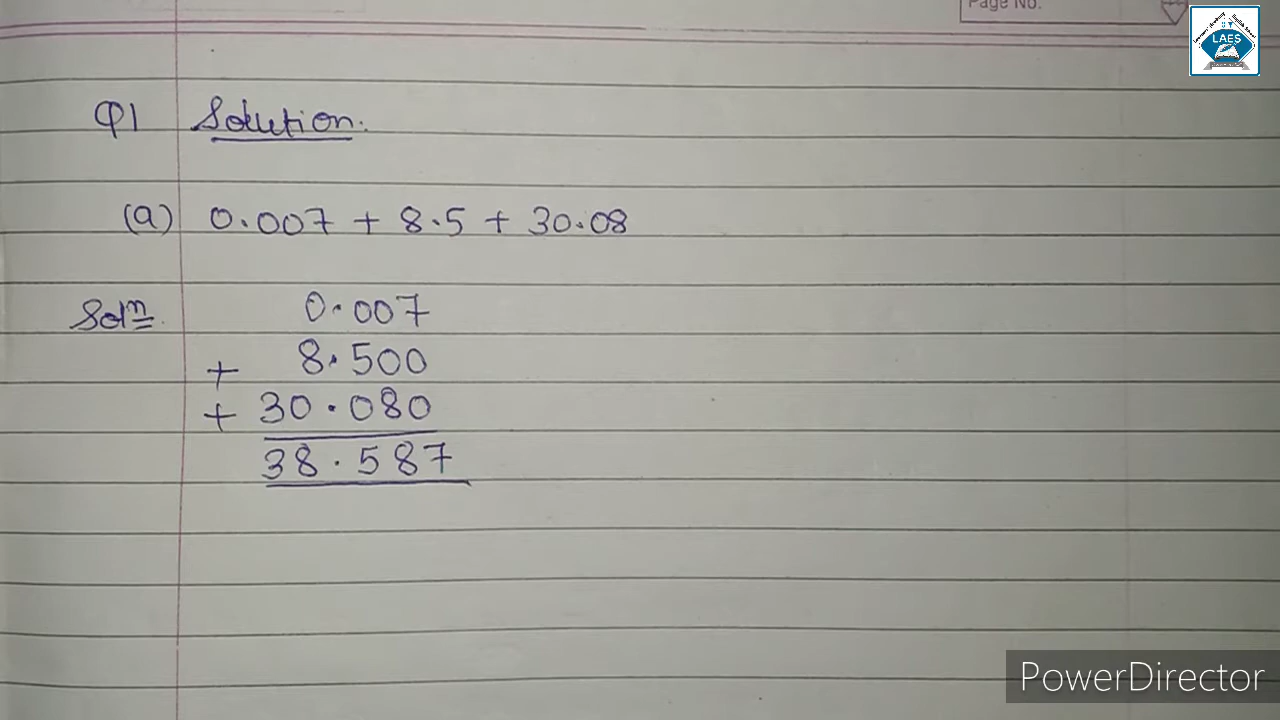 Page No.
LAES
Q1 Solution.
(a) 0.007 + 8.5 + 30.08
Solⁿ. 0.007
+ 8.500
+ 30.080
38.587
PowerDirector